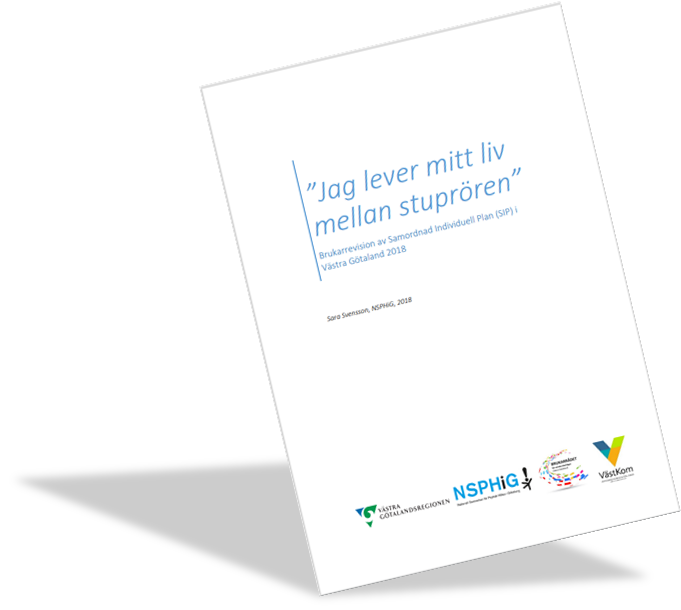 ”Jag lever mitt liv
mellan stuprören”
Brukarrevision av Samordnad Individuell Plan (SIP) i
Västra Götaland 2018
Sara Svensson, NSPHiG, 2018
VÄSTRA
GÖTALANDSREGIONEN
NSPHiG!
BRUKARRÅDET
VästKom